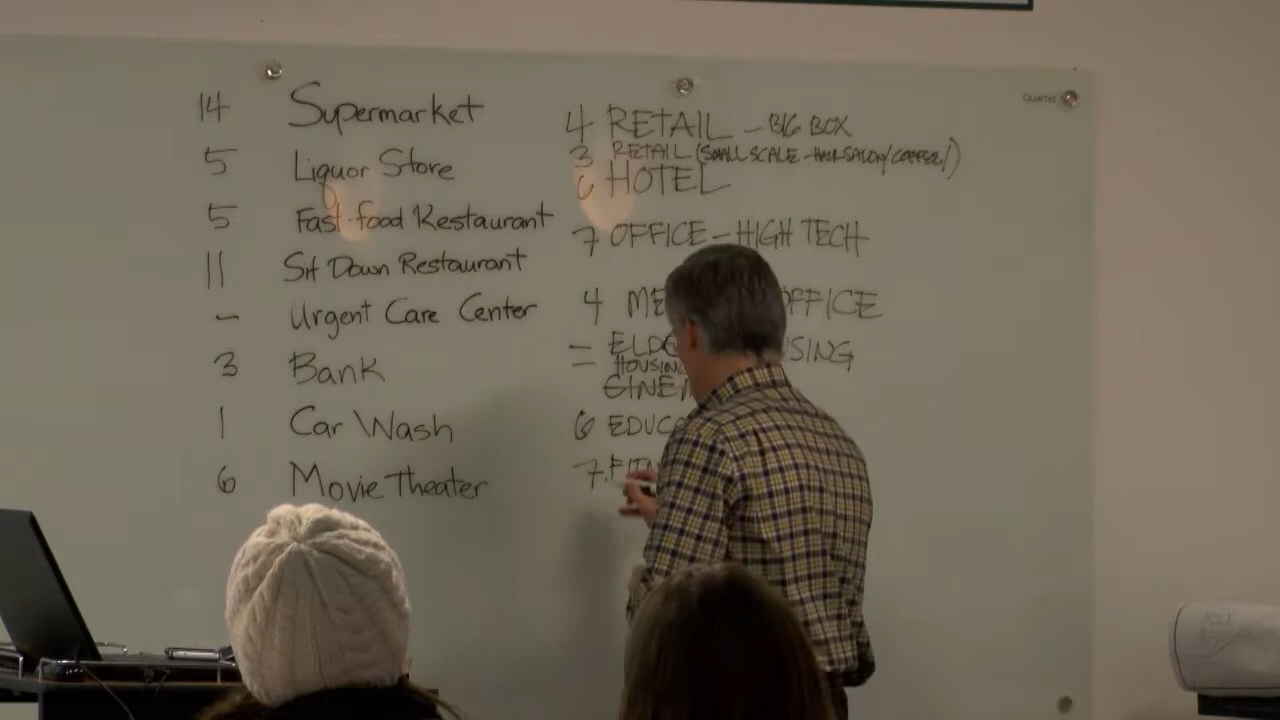 14 Supermarket
5 Liquor Store
5 Fast-food Restaurant
11 Sit Down Restaurant
- Urgent Care Center
3 Bank
1 Car Wash
6 Movie Theater
4 RETAIL - BIG BOX
3 RETAIL (SMALL SCALE - HAIR SALON/COFFEE/)
6 HOTEL
7 OFFICE - HIGH TECH
4 OFFICE
-
- HOUSING
6
7
Quartet